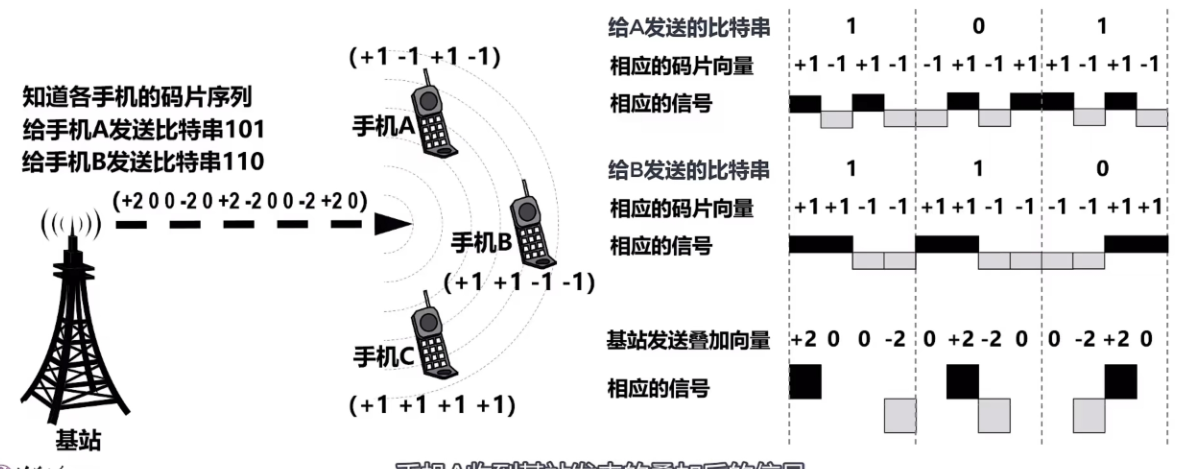 知道各手机的码片序列
给手机A发送比特串101
给手机B发送比特串110
(+2 0 0 -2 0 +2 -2 0 0 -2 +2 0)
基站
(+1 -1 +1 -1)
手机A
手机B
(+1 +1 -1 -1)
手机C
(+1 +1 +1 +1)
给A发送的比特串 1 0 1
相应的码片向量 +1 -1 +1 -1 -1 +1 -1 +1 +1 -1 +1 -1
相应的信号
给B发送的比特串 1 1 0
相应的码片向量 +1 +1 -1 -1 +1 +1 -1 -1 -1 -1 +1 +1
相应的信号
基站发送叠加向量 +2 0 0 -2 0 +2 -2 0 0 -2 +2 0
相应的信号